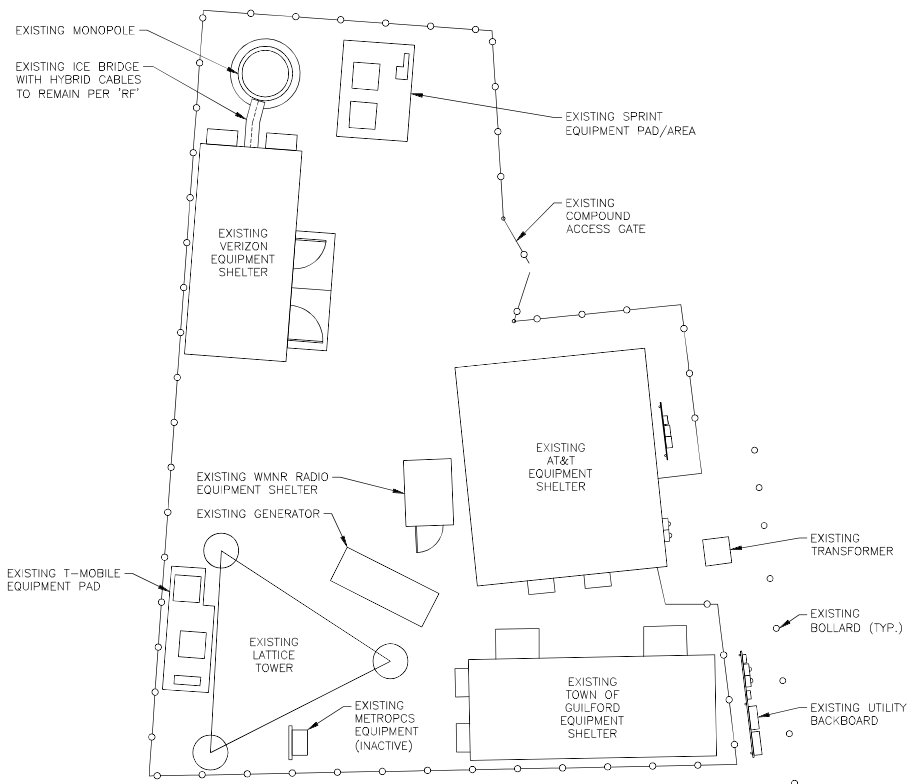 EXISTING MONOPOLE
EXISTING ICE BRIDGE
WITH HYBRID CABLES
TO REMAIN PER 'RF'
EXISTING SPRINT
EQUIPMENT PAD/AREA
EXISTING
COMPOUND
ACCESS GATE
EXISTING
VERIZON
EQUIPMENT
SHELTER
EXISTING
AT&T
EQUIPMENT
SHELTER
EXISTING WMNR RADIO
EQUIPMENT SHELTER
EXISTING GENERATOR
EXISTING
TRANSFORMER
EXISTING T-MOBILE
EQUIPMENT PAD
EXISTING
BOLLARD (TYP.)
EXISTING
LATTICE
TOWER
EXISTING
TOWN OF
GUILFORD
EQUIPMENT
SHELTER
EXISTING
METROPCS
EQUIPMENT
(INACTIVE)
EXISTING UTILITY
BACKBOARD